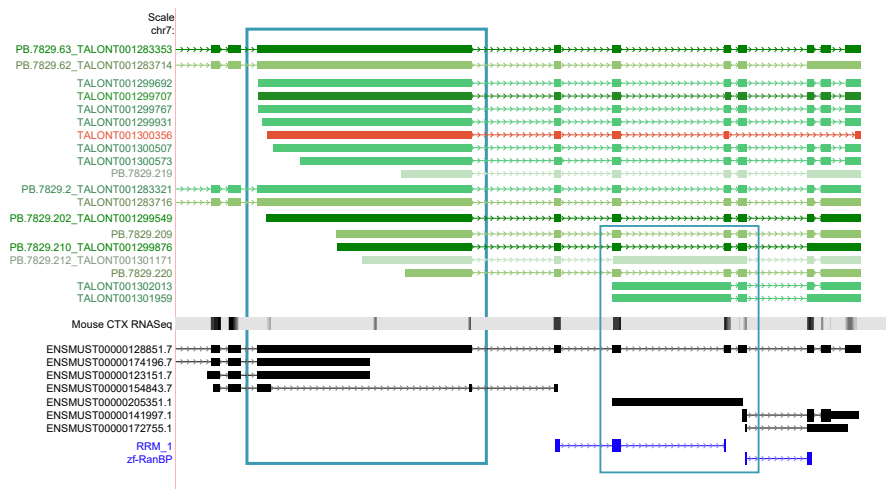 Scale
chr7:
PB.7829.63_TALONT001283353
PB.7829.62_TALONT001283714
TALONT001299692
TALONT001299707
TALONT001299767
TALONT001299931
TALONT001300356
TALONT001300507
TALONT001300573
PB.7829.219
PB.7829.2_TALONT001283321
TALONT001283716
PB.7829.202_TALONT001299549
PB.7829.209
PB.7829.210_TALONT001299876
PB.7829.212_TALONT001301171
PB.7829.220
TALONT001302013
TALONT001301959
Mouse CTX RNASeq
ENSMUST00000128851.7
ENSMUST00000174196.7
ENSMUST00000123151.7
ENSMUST00000154843.7
ENSMUST00000205351.1
ENSMUST00000141997.1
ENSMUST00000172755.1
RRM_1
zf-RanBP